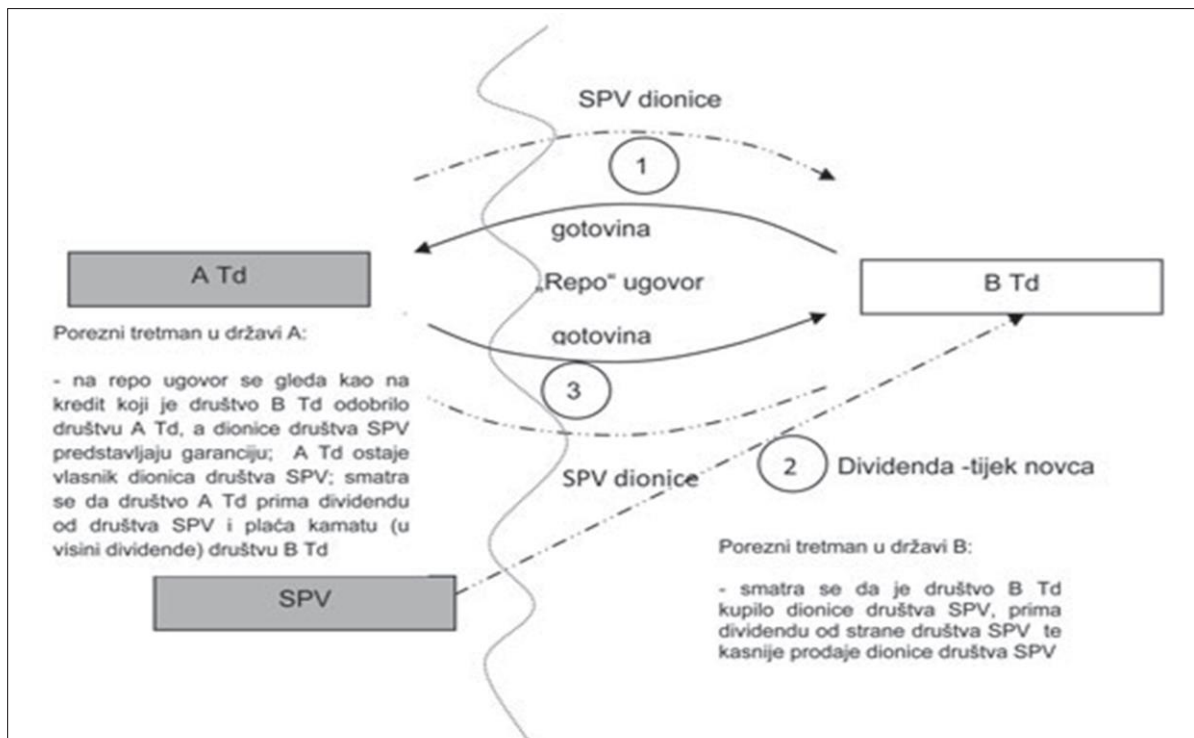 SPV dionice
1
gotovina
A Td
„Repo“ ugovor
B Td
gotovina
3
Porezni tretman u državi A:
- na repo ugovor se gleda kao na
kredit koji je društvo B Td odobrilo
društvu A Td, a dionice društva SPV
predstavljaju garanciju; A Td ostaje
vlasnik dionica društva SPV; smatra
se da društvo A Td prima dividendu
od društva SPV i plaća kamatu (u
visini dividende) društvu B Td
SPV dionice
2
Dividenda -tijek novca
SPV
Porezni tretman u državi B:
- smatra se da je društvo B Td
kupilo dionice društva SPV, prima
dividendu od strane društva SPV te
kasnije prodaje dionice društva SPV